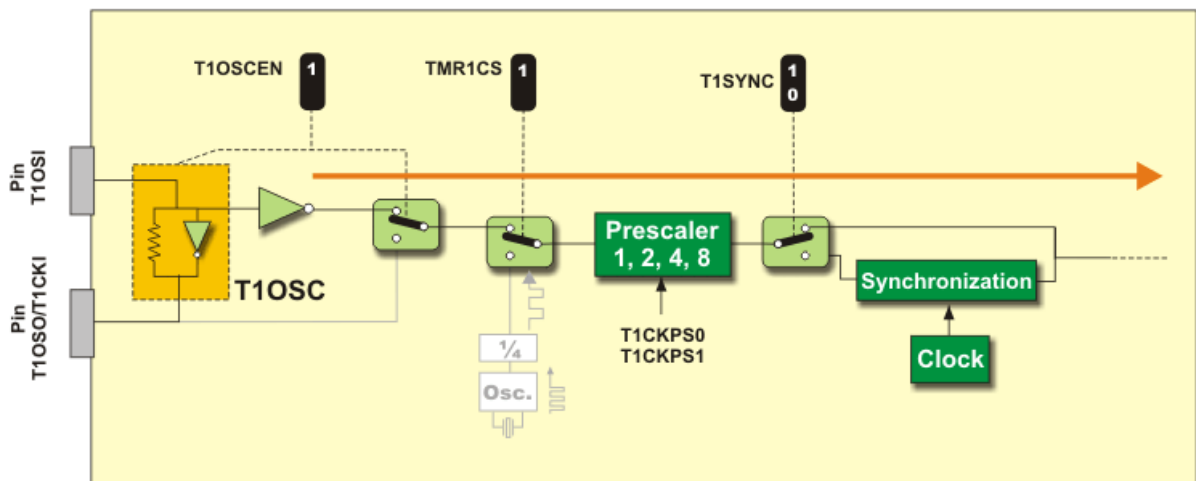 T1OSCEN
1
TMR1CS
1
T1SYNC
1
0
Pin
T1OSI
T1OSC
Pin
T1OSO/T1CKI
Prescaler
1, 2, 4, 8
T1CKPS0
T1CKPS1
¼
Osc.
Synchronization
Clock